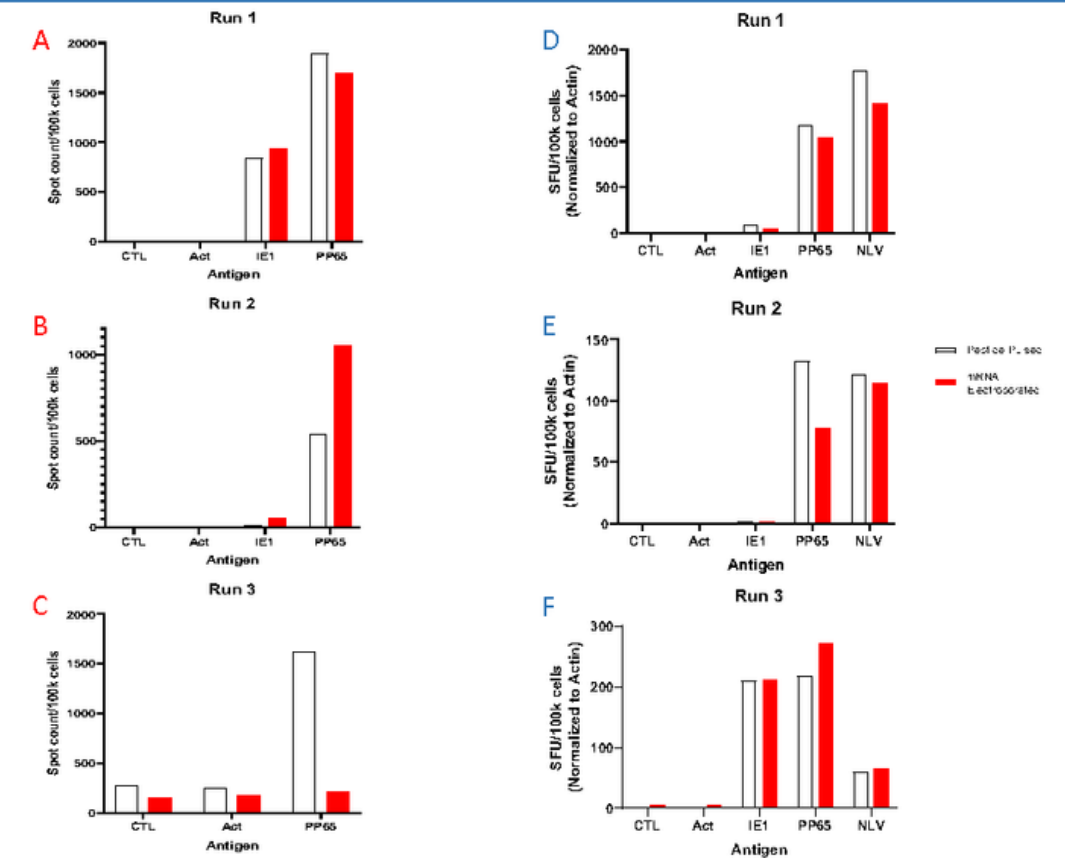 A
Run 1
Spot count/100k cells
2000
1500
1000
500
0
CTL Act IE1 PP65
Antigen
B
Run 2
Spot count/100k cells
1000
500
0
CTL Act IE1 PP65
Antigen
C
Run 3
Spot count/100k cells
2000
1500
1000
500
0
CTL Act PP65
Antigen
D
Run 1
SFU/100k cells
(Normalized to Actin)
2000
1500
1000
500
0
CTL Act IE1 PP65 NLV
Antigen
E
Run 2
SFU/100k cells
(Normalized to Actin)
150
100
50
0
CTL Act IE1 PP65 NLV
Antigen
mRNA
F
Run 3
SFU/100k cells
(Normalized to Actin)
300
200
100
0
CTL Act IE1 PP65 NLV
Antigen